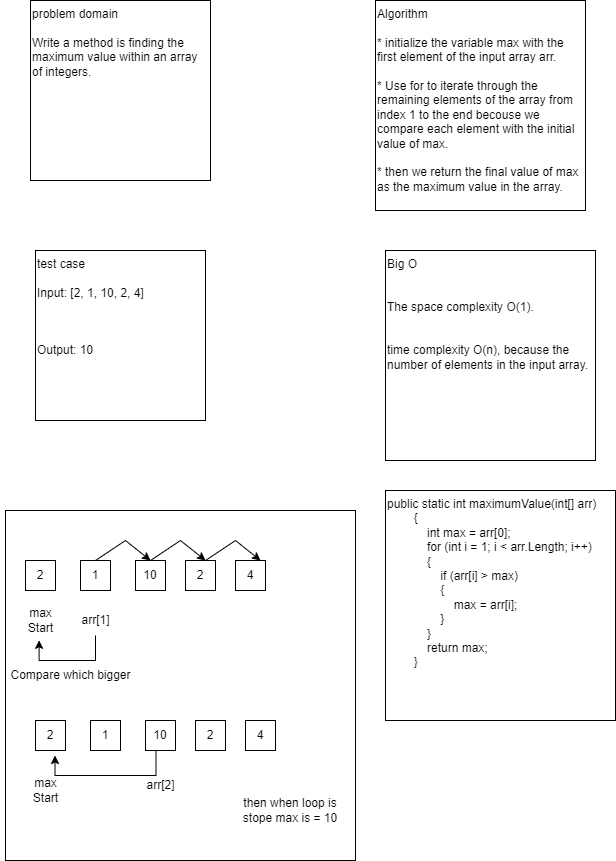 problem domain
Write a method is finding the
maximum value within an array
of integers.
Algorithm
* initialize the variable max with the
first element of the input array arr.
* Use for to iterate through the
remaining elements of the array from
index 1 to the end becouse we
compare each element with the initial
value of max.
* then we return the final value of max
as the maximum value in the array.
test case
Input: [2, 1, 10, 2, 4]
Output: 10
Big O
The space complexity O(1).
time complexity O(n), because the
number of elements in the input array.
2 1 10 2 4
max
Start
arr[1]
Compare which bigger
2 1 10 2 4
max
Start
arr[2]
then when loop is
stope max is = 10
public static int maximumValue(int[] arr)
{
int max = arr[0];
for (int i = 1; i < arr.Length; i++)
{
if (arr[i] > max)
{
max = arr[i];
}
}
return max;
}